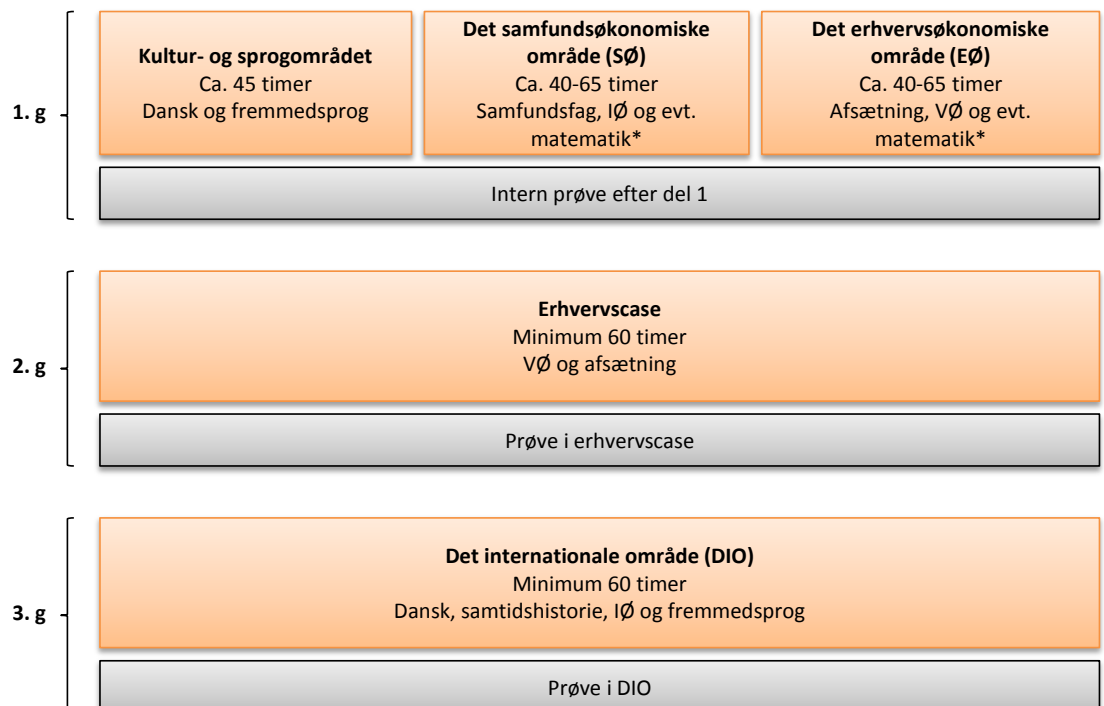 1. g
Kultur- og sprogområdet
Ca. 45 timer
Dansk og fremmedsprog
Det samfundsøkonomiske
område (SØ)
Ca. 40-65 timer
Samfundsfag, IØ og evt.
matematik*
Det erhvervsøkonomiske
område (EØ)
Ca. 40-65 timer
Afsætning, VØ og evt.
matematik*
Intern prøve efter del 1
2. g
Erhvervscase
Minimum 60 timer
VØ og afsætning
Prøve i erhvervscase
3. g
Det internationale område (DIO)
Minimum 60 timer
Dansk, samtidshistorie, IØ og fremmedsprog
Prøve i DIO